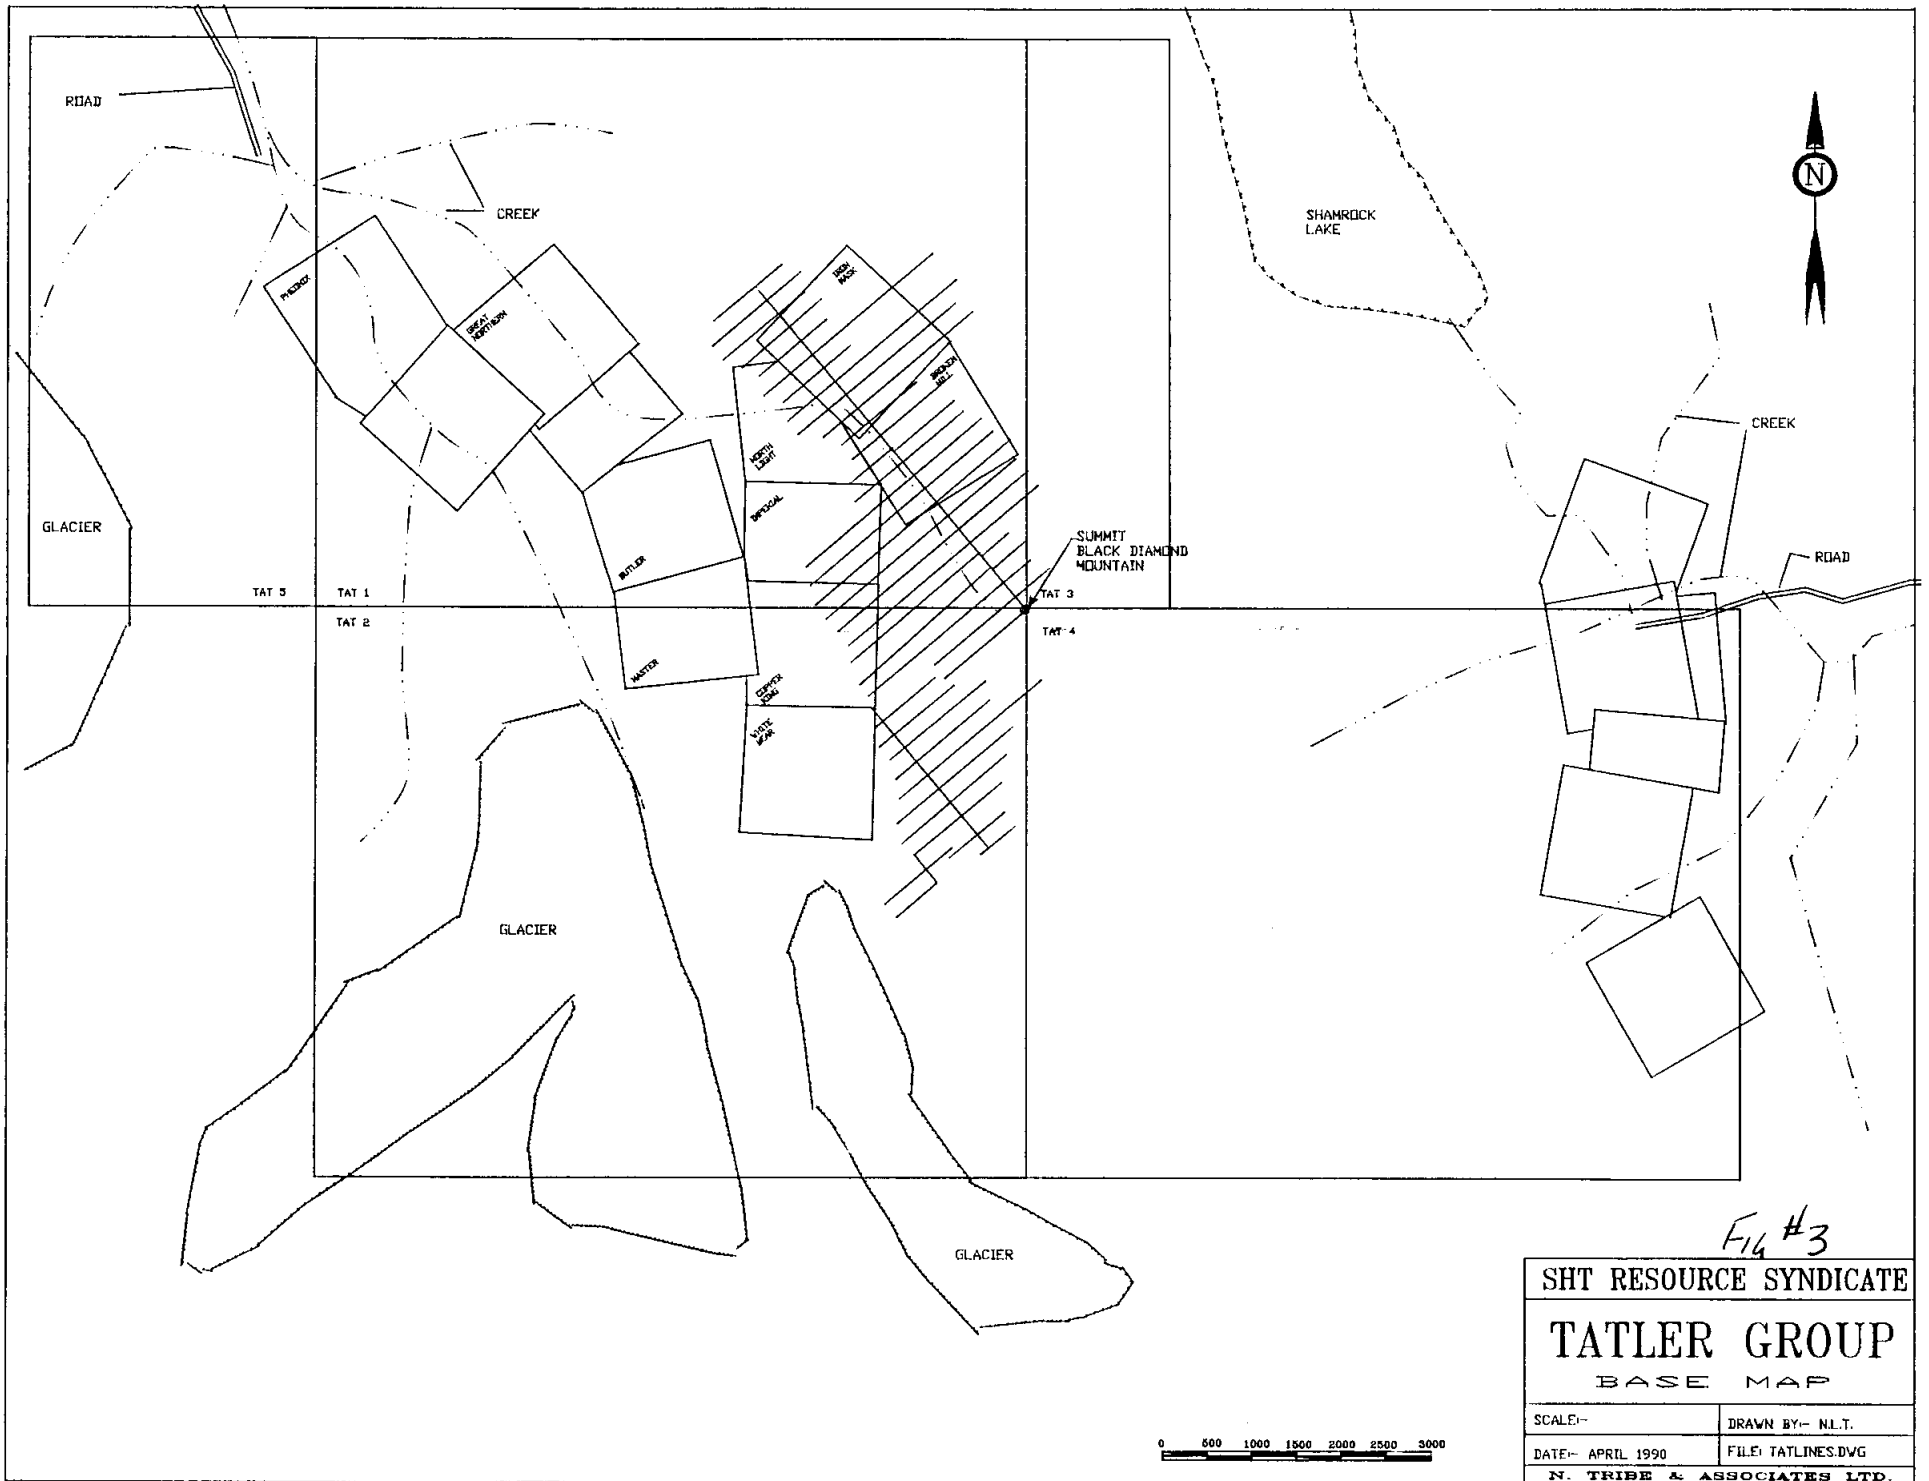 ROAD
CREEK
SHAMROCK
LAKE
N
PHEONIX
GREAT
NORTHERN
IRON
MASK
BROKEN
HILL
CREEK
NORTH
LIGHT
IMPERIAL
GLACIER
SUMMIT
BLACK DIAMOND
MOUNTAIN
ROAD
BUTLER
TAT 5
TAT 1
TAT 3
TAT 2
TAT 4
MASTER
COPPER
KING
WHITE
BEAR
GLACIER
GLACIER
Fig #3
SHT RESOURCE SYNDICATE
TATLER GROUP
BASE MAP
SCALE:-
DRAWN BY:- N.L.T.
DATE:- APRIL 1990
FILE: TATLINES.DWG
N. TRIBE & ASSOCIATES LTD.
0 500 1000 1500 2000 2500 3000